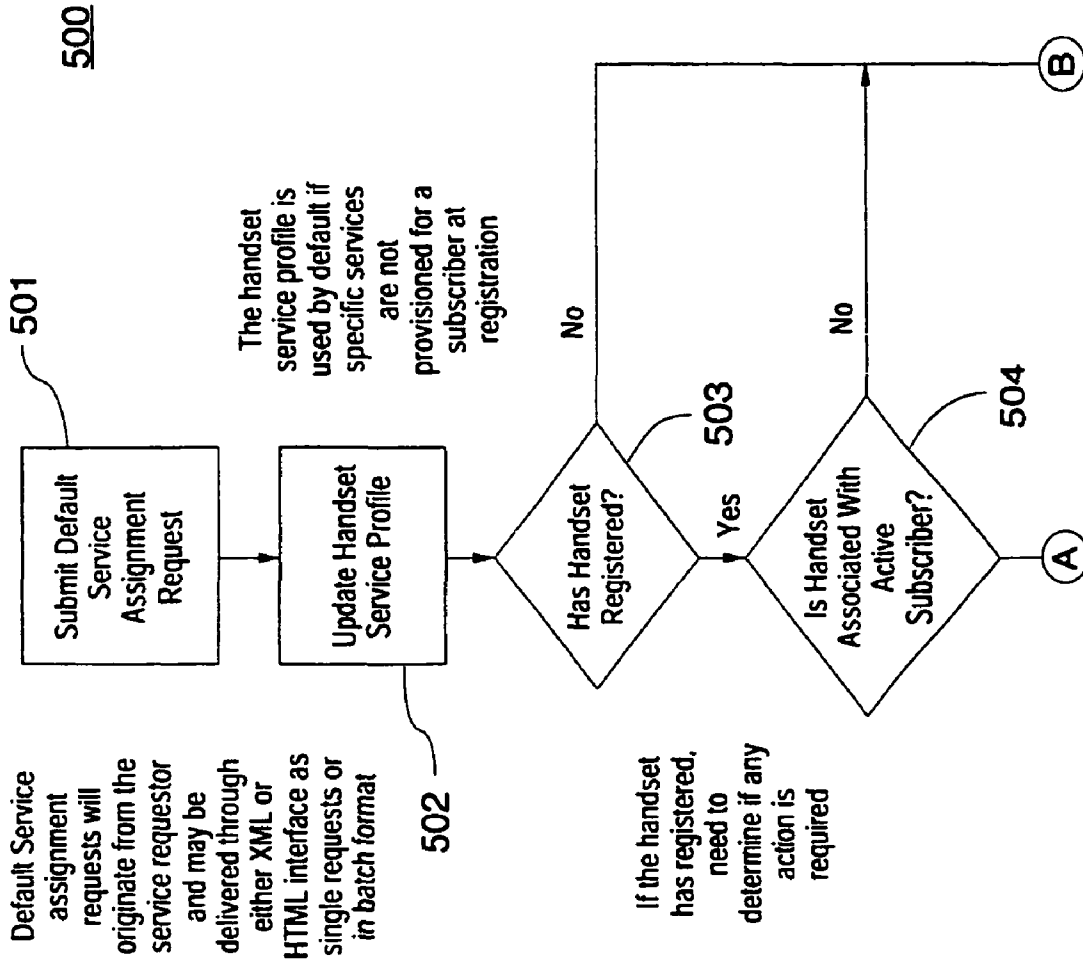 500
501
Submit Default
Service
Assignment
Request
Default Service
assignment
requests will
originate from the
service requestor
and may be
delivered through
either XML or
HTML interface as
single requests or
in batch format
Update Handset
Service Profile
502
The handset
service profile is
used by default if
specific services
are not
provisioned for a
subscriber at
registration
Has Handset
Registered?
503
No
Yes
If the handset
has registered,
need to
determine if any
action is
required
Is Handset
Associated With
Active
Subscriber?
504
No
A
B